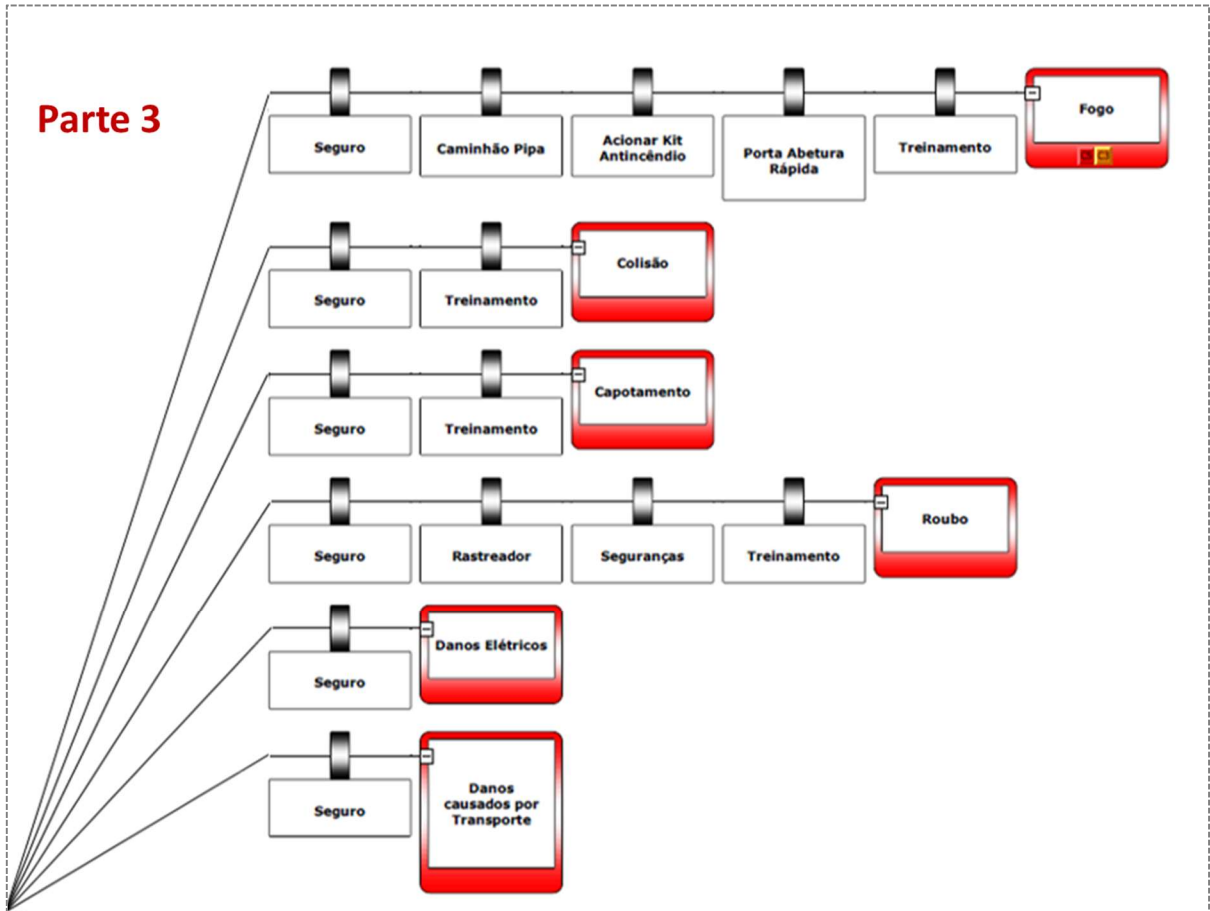 Parte 3
Seguro
Caminhão Pipa
Acionar Kit
Antincêndio
Porta Abetura
Rápida
Treinamento
Fogo
Seguro
Treinamento
Colisão
Seguro
Treinamento
Capotamento
Seguro
Rastreador
Seguranças
Treinamento
Roubo
Seguro
Danos Elétricos
Seguro
Danos
causados por
Transporte